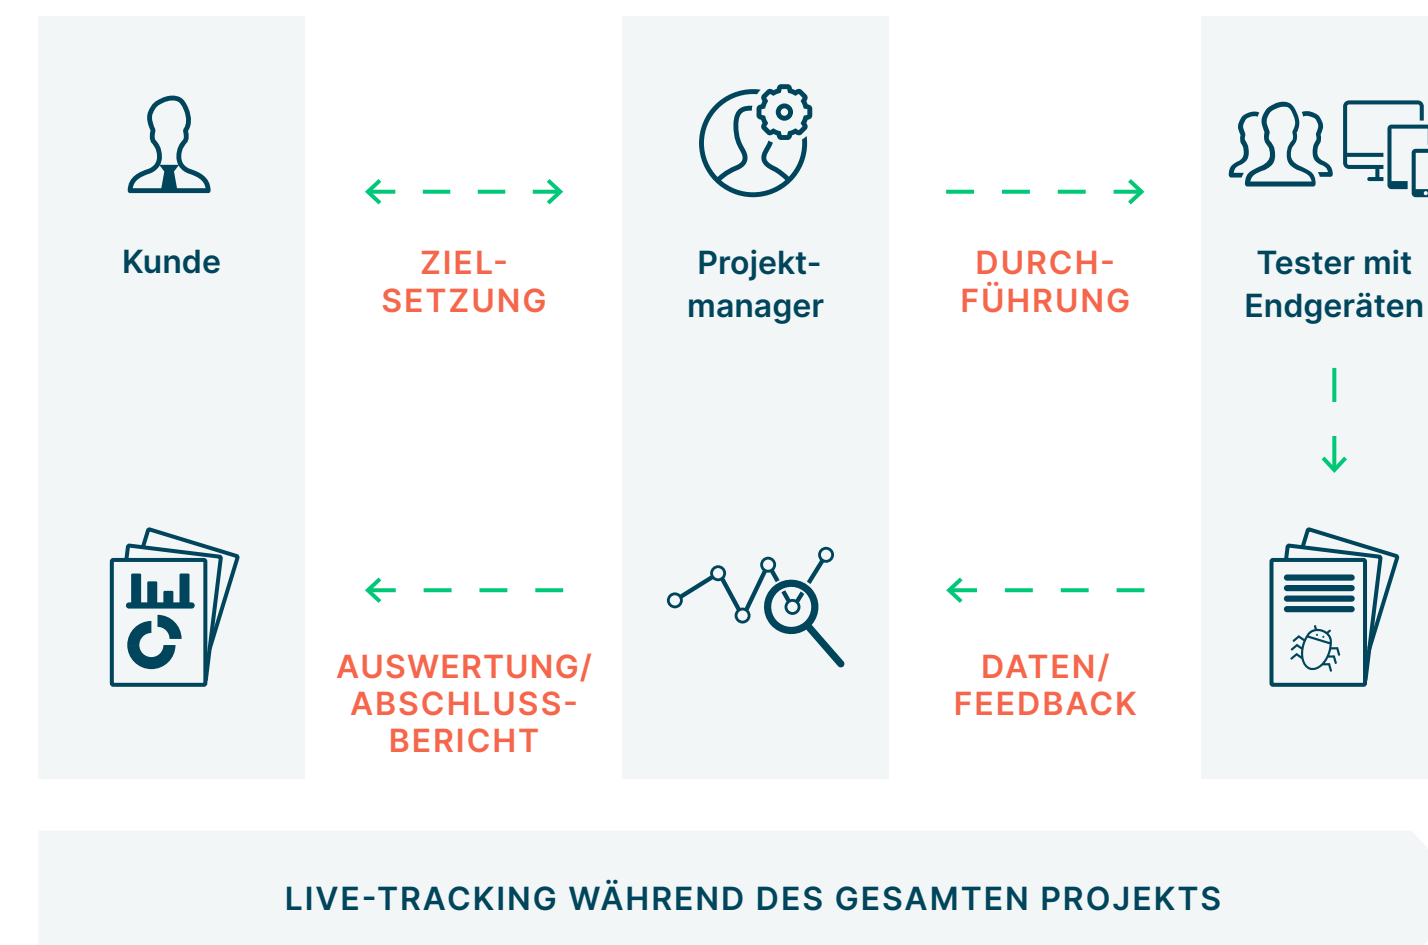 Kunde
ZIEL-
SETZUNG
Projekt-
manager
DURCH-
FÜHRUNG
Tester mit
Endgeräten
AUSWERTUNG/
ABSCHLUSS-
BERICHT
DATEN/
FEEDBACK
LIVE-TRACKING WÄHREND DES GESAMTEN PROJEKTS